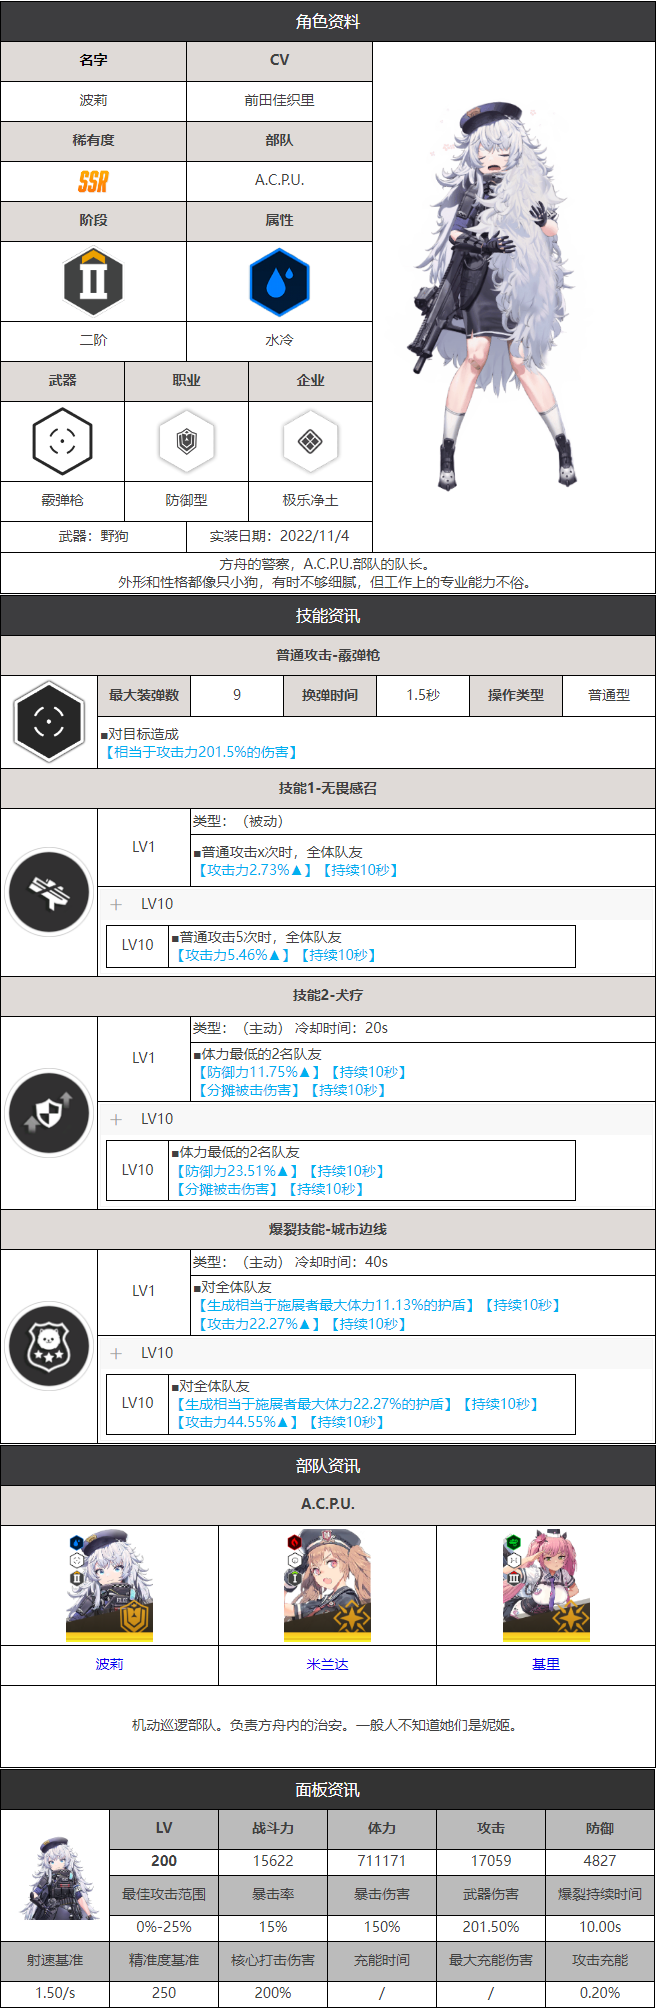 角色资料
名字 CV
波莉 前田佳织里
稀有度 部队
SSR A.C.P.U.
阶段 属性
二阶 水冷
武器 职业 企业
霰弹枪 防御型 极乐净土
武器：野狗 实装日期：2022/11/4
方舟的警察，A.C.P.U.部队的队长。
外形和性格都像只小狗，有时不够细腻，但工作上的专业能力不俗。
技能资讯
普通攻击-霰弹枪
最大装弹数 9 换弹时间 1.5秒 操作类型 普通型
■对目标造成
【相当于攻击力201.5%的伤害】
技能1-无畏感召
LV1
类型：（被动）
■普通攻击x次时，全体队友
【攻击力2.73%▲】【持续10秒】
+ LV10
LV10
■普通攻击5次时，全体队友
【攻击力5.46%▲】【持续10秒】
技能2-犬疗
LV1
类型：（主动） 冷却时间：20s
■体力最低的2名队友
【防御力11.75%▲】【持续10秒】
【分摊被击伤害】【持续10秒】
+ LV10
LV10
■体力最低的2名队友
【防御力23.51%▲】【持续10秒】
【分摊被击伤害】【持续10秒】
爆裂技能-城市边线
LV1
类型：（主动） 冷却时间：40s
■对全体队友
【生成相当于施展者最大体力11.13%的护盾】【持续10秒】
【攻击力22.27%▲】【持续10秒】
+ LV10
LV10
■对全体队友
【生成相当于施展者最大体力22.27%的护盾】【持续10秒】
【攻击力44.55%▲】【持续10秒】
部队资讯
A.C.P.U.
波莉 米兰达 基里
机动巡逻部队。负责方舟内的治安。一般人不知道她们是妮姬。
面板资讯
LV 战斗力 体力 攻击 防御
200 15622 711171 17059 4827
最佳攻击范围 暴击率 暴击伤害 武器伤害 爆裂持续时间
0%-25% 15% 150% 201.50% 10.00s
射速基准 精准度基准 核心打击伤害 充能时间 最大充能伤害 攻击充能
1.50/s 250 200% / / 0.20%